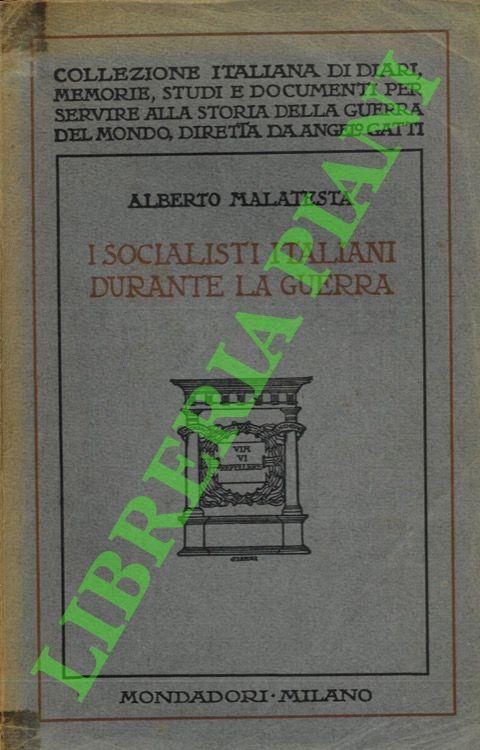 COLLEZIONE ITALIANA DI DIARI,
MEMORIE, STUDI E DOCUMENTI PER
SERVIRE ALLA STORIA DELLA GUERRA
DEL MONDO, DIRETTA DA ANGELO GATTI
ALBERTO MALATESTA
I SOCIALISTI ITALIANI
DURANTE LA GUERRA
VIM
VI
MONDADORI · MILANO
LIBRERIA PIANI